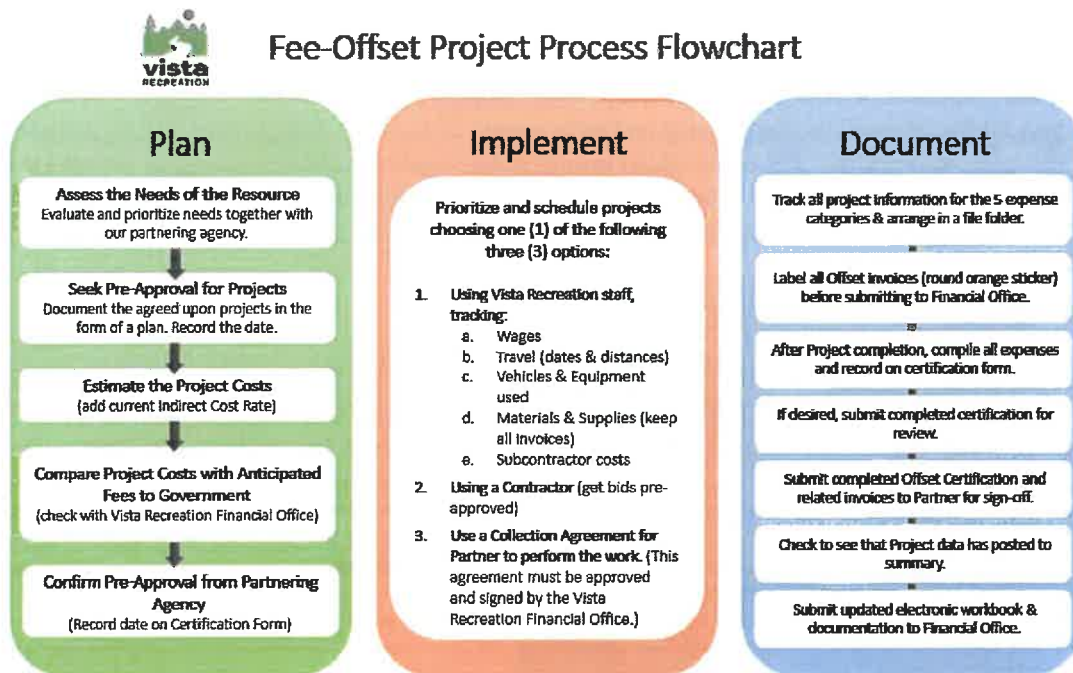 vista
RECREATION
Fee-Offset Project Process Flowchart
Plan
Assess the Needs of the Resource
Evaluate and prioritize needs together with
our partnering agency.
Seek Pre-Approval for Projects
Document the agreed upon projects in the
form of a plan. Record the date.
Estimate the Project Costs
(add current Indirect Cost Rate)
Compare Project Costs with Anticipated
Fees to Government
(check with Vista Recreation Financial Office)
Confirm Pre-Approval from Partnering
Agency
(Record date on Certification Form)
Implement
Prioritize and schedule projects
choosing one (1) of the following
three (3) options:
1. Using Vista Recreation staff,
tracking:
a. Wages
b. Travel (dates & distances)
c. Vehicles & Equipment
used
d. Materials & Supplies (keep
all invoices)
e. Subcontractor costs
2. Using a Contractor (get bids pre-
approved)
3. Use a Collection Agreement for
Partner to perform the work. (This
agreement must be approved
and signed by the Vista
Recreation Financial Office.)
Document
Track all project information for the 5 expense
categories & arrange in a file folder.
Label all Offset invoices (round orange sticker)
before submitting to Financial Office.
After Project completion, compile all expenses
and record on certification form.
If desired, submit completed certification for
review.
Submit completed Offset Certification and
related invoices to Partner for sign-off.
Check to see that Project data has posted to
summary.
Submit updated electronic workbook &
documentation to Financial Office.